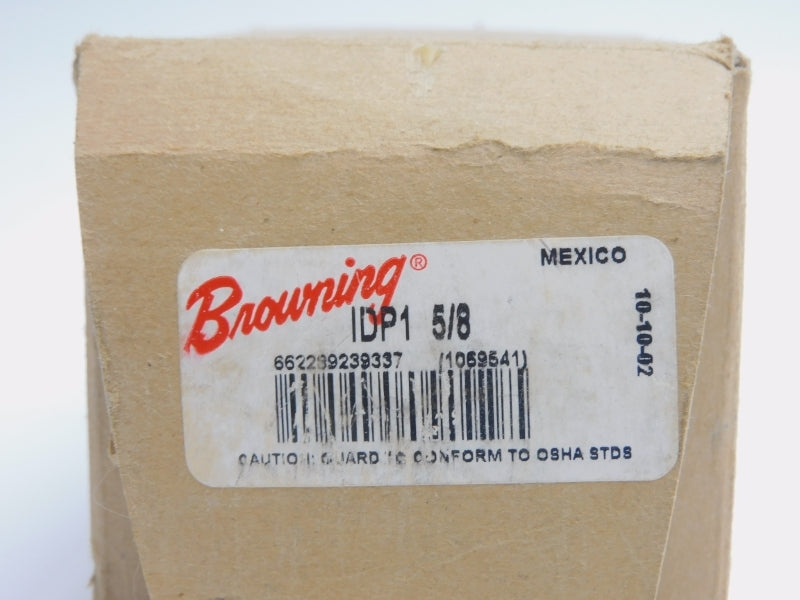 Browning®
MEXICO
IDP1 5/8
10-10-02
662289239337 (1069541)
CAUTION: GUARD TO CONFORM TO OSHA STDS